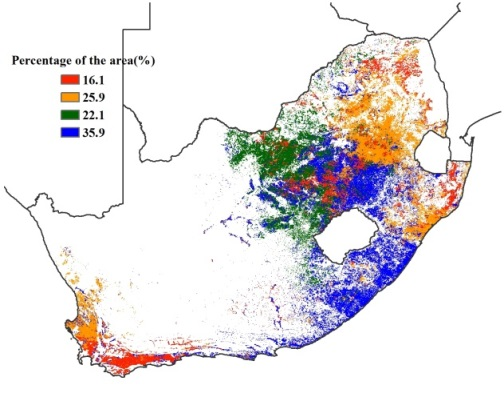 Percentage of the area(%)
16.1
25.9
22.1
35.9